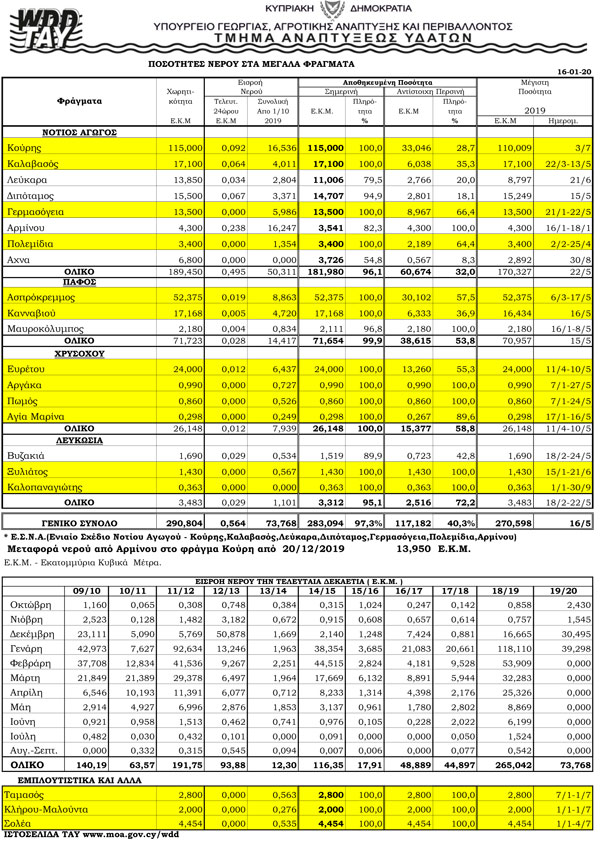 WDD
TAY
ΚΥΠΡΙΑΚΗ ΔΗΜΟΚΡΑΤΙΑ
ΥΠΟΥΡΓΕΙΟ ΓΕΩΡΓΙΑΣ, ΑΓΡΟΤΙΚΗΣ ΑΝΑΠΤΥΞΗΣ ΚΑΙ ΠΕΡΙΒΑΛΛΟΝΤΟΣ
ΤΜΗΜΑ ΑΝΑΠΤΥΞΕΩΣ ΥΔΑΤΩΝ
ΠΟΣΟΤΗΤΕΣ ΝΕΡΟΥ ΣΤΑ ΜΕΓΑΛΑ ΦΡΑΓΜΑΤΑ
16-01-20
Χωρητι- Εισροή Αποθηκευμένη Ποσότητα Μέγιστη
Φράγματα κότητα Νερού Σημερινή Αντίστοιχη Περσινή Ποσότητα
Τελευτ. Συνολική Πληρό- Πληρό- 2019
24ώρου Απο 1/10 Ε.Κ.Μ. τητα Ε.Κ.Μ τητα
Ε.Κ.Μ Ε.Κ.Μ 2019 % % Ε.Κ.Μ Ημερομ.
ΝΟΤΙΟΣ ΑΓΩΓΟΣ
Κούρης 115,000 0,092 16,536 115,000 100,0 33,046 28,7 110,009 3/7
Καλαβασός 17,100 0,064 4,011 17,100 100,0 6,038 35,3 17,100 22/3-13/5
Λεύκαρα 13,850 0,034 2,804 11,006 79,5 2,766 20,0 8,797 21/6
Διπόταμος 15,500 0,067 3,371 14,707 94,9 2,801 18,1 15,249 15/5
Γερμασόγεια 13,500 0,000 5,986 13,500 100,0 8,967 66,4 13,500 21/1-22/5
Αρμίνου 4,300 0,238 16,247 3,541 82,3 4,300 100,0 4,300 16/1-18/1
Πολεμίδια 3,400 0,000 1,354 3,400 100,0 2,189 64,4 3,400 2/2-25/4
Αχνα 6,800 0,000 0,000 3,726 54,8 0,567 8,3 2,892 30/8
ΟΛΙΚΟ 189,450 0,495 50,311 181,980 96,1 60,674 32,0 170,327 22/5
ΠΑΦΟΣ
Ασπρόκρεμμος 52,375 0,019 8,863 52,375 100,0 30,102 57,5 52,375 6/3-17/5
Κανναβιού 17,168 0,005 4,720 17,168 100,0 6,333 36,9 16,434 16/5
Μαυροκόλυμπος 2,180 0,004 0,834 2,111 96,8 2,180 100,0 2,180 16/1-8/5
ΟΛΙΚΟ 71,723 0,028 14,417 71,654 99,9 38,615 53,8 70,957 15/5
ΧΡΥΣΟΧΟΥ
Ευρέτου 24,000 0,012 6,437 24,000 100,0 13,260 55,3 24,000 11/4-10/5
Αργάκα 0,990 0,000 0,727 0,990 100,0 0,990 100,0 0,990 7/1-27/5
Πωμός 0,860 0,000 0,526 0,860 100,0 0,860 100,0 0,860 7/1-24/5
Αγία Μαρίνα 0,298 0,000 0,249 0,298 100,0 0,267 89,6 0,298 17/1-16/5
ΟΛΙΚΟ 26,148 0,012 7,939 26,148 100,0 15,377 58,8 26,148 11/4-10/5
ΛΕΥΚΩΣΙΑ
Βυζακιά 1,690 0,029 0,534 1,519 89,9 0,723 42,8 1,690 18/2-24/5
Ξυλιάτος 1,430 0,000 0,567 1,430 100,0 1,430 100,0 1,430 15/1-21/6
Καλοπαναγιώτης 0,363 0,000 0,000 0,363 100,0 0,363 100,0 0,363 1/1-30/9
ΟΛΙΚΟ 3,483 0,029 1,101 3,312 95,1 2,516 72,2 3,483 18/2-22/5
ΓΕΝΙΚΟ ΣΥΝΟΛΟ 290,804 0,564 73,768 283,094 97,3% 117,182 40,3% 270,598 16/5
* Ε.Σ.Ν.Α.(Ενιαίο Σχέδιο Νοτίου Αγωγού - Κούρης,Καλαβασός,Λεύκαρα,Διπόταμος,Γερμασόγεια,Πολεμίδια,Αρμίνου)
Μεταφορά νερού από Αρμίνου στο φράγμα Κούρη από 20/12/2019 13,950 Ε.Κ.Μ.
Ε.Κ.Μ. - Εκατομμύρια Κυβικά Μέτρα.
ΕΙΣΡΟΗ ΝΕΡΟΥ ΤΗΝ ΤΕΛΕΥΤΑΙΑ ΔΕΚΑΕΤΙΑ ( Ε.Κ.Μ. )
09/10 10/11 11/12 12/13 13/14 14/15 15/16 16/17 17/18 18/19 19/20
Οκτώβρη 1,160 0,065 0,308 0,748 0,384 0,315 1,024 0,247 0,142 0,858 2,430
Νιόβρη 2,523 0,128 1,482 3,182 0,672 0,915 0,608 0,657 0,614 0,757 1,545
Δεκέμβρη 23,111 5,090 5,769 50,878 1,669 2,140 1,248 7,424 0,881 16,665 30,495
Γενάρη 42,973 7,627 92,634 13,246 1,963 38,354 3,685 21,083 20,661 118,110 39,298
Φεβράρη 37,708 12,834 41,536 9,267 2,251 44,515 2,824 4,181 9,528 53,909 0,000
Μάρτη 21,849 21,389 29,378 6,497 1,964 17,669 6,132 8,891 5,944 32,283 0,000
Απρίλη 6,546 10,193 11,391 6,077 0,712 8,233 1,314 4,398 2,176 25,326 0,000
Μάη 2,914 4,927 6,996 2,876 1,853 3,137 0,961 1,780 2,802 8,869 0,000
Ιούνη 0,921 0,958 1,513 0,462 0,741 0,976 0,105 0,228 2,022 6,199 0,000
Ιούλη 0,482 0,030 0,432 0,101 0,000 0,091 0,000 0,000 0,050 1,524 0,000
Αυγ.-Σεπτ. 0,000 0,332 0,315 0,545 0,094 0,007 0,006 0,000 0,077 0,542 0,000
ΟΛΙΚΟ 140,19 63,57 191,75 93,88 12,30 116,35 17,91 48,889 44,897 265,042 73,768
ΕΜΠΛΟΥΤΙΣΤΙΚΑ ΚΑΙ ΑΛΛΑ
Ταμασός 2,800 0,000 0,563 2,800 100,0 2,800 100,0 2,800 7/1-1/7
Κλήρου-Μαλούντα 2,000 0,000 0,276 2,000 100,0 2,000 100,0 2,000 1/1-1/7
Σολέα 4,454 0,000 0,535 4,454 100,0 4,454 100,0 4,454 1/1-4/7
ΙΣΤΟΣΕΛΙΔΑ ΤΑΥ www.moa.gov.cy/wdd